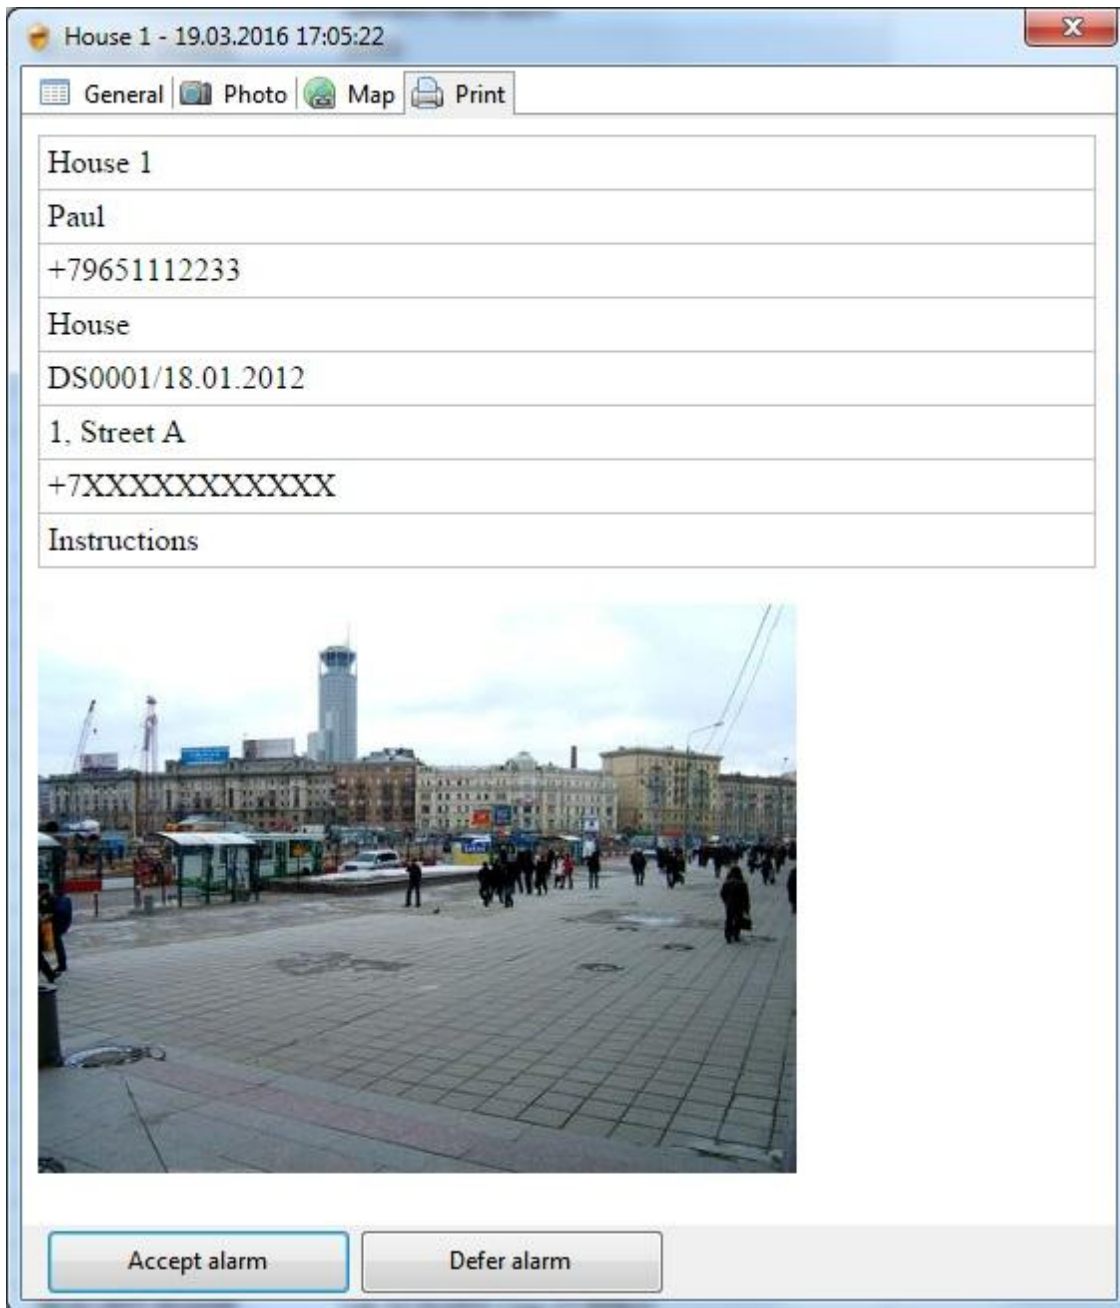 House 1 - 19.03.2016 17:05:22
General Photo Map Print
House 1
Paul
+79651112233
House
DS0001/18.01.2012
1, Street A
+7XXXXXXXXXXX
Instructions
Accept alarm Defer alarm